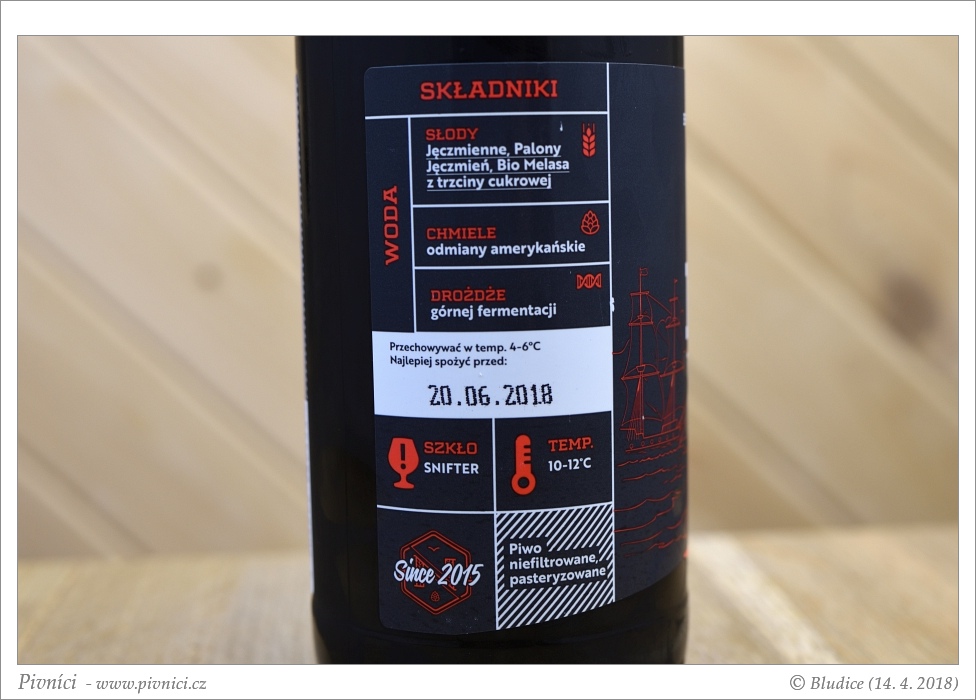 SKŁADNIKI
WODA
SŁODY
Jęczmienne, Palony
Jęczmień, Bio Melasa
z trzciny cukrowej
CHMIELE
odmiany amerykańskie
DROŻDŻE
górnej fermentacji
Przechowywać w temp. 4-6°C
Najlepiej spożyć przed:
20.06.2018
SZKŁO
SNIFTER
TEMP.
10-12°C
Since 2015
Piwo
niefiltrowane,
pasteryzowane
Pivníci - www.pivnici.cz
© Bludice (14. 4. 2018)